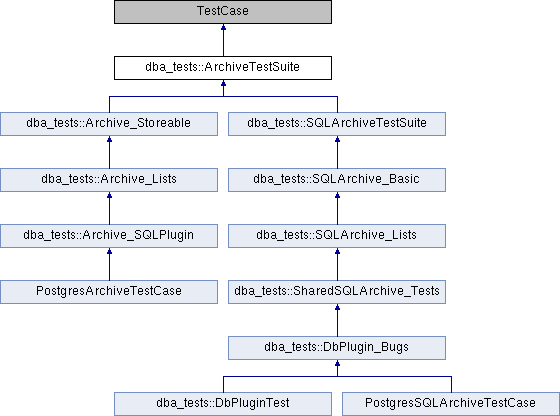 TestCase
dba_tests::ArchiveTestSuite
dba_tests::Archive_Storeable
dba_tests::SQLArchiveTestSuite
dba_tests::Archive_Lists
dba_tests::SQLArchive_Basic
dba_tests::Archive_SQLPlugin
dba_tests::SQLArchive_Lists
PostgresArchiveTestCase
dba_tests::SharedSQLArchive_Tests
dba_tests::DbPlugin_Bugs
dba_tests::DbPluginTest
PostgresSQLArchiveTestCase